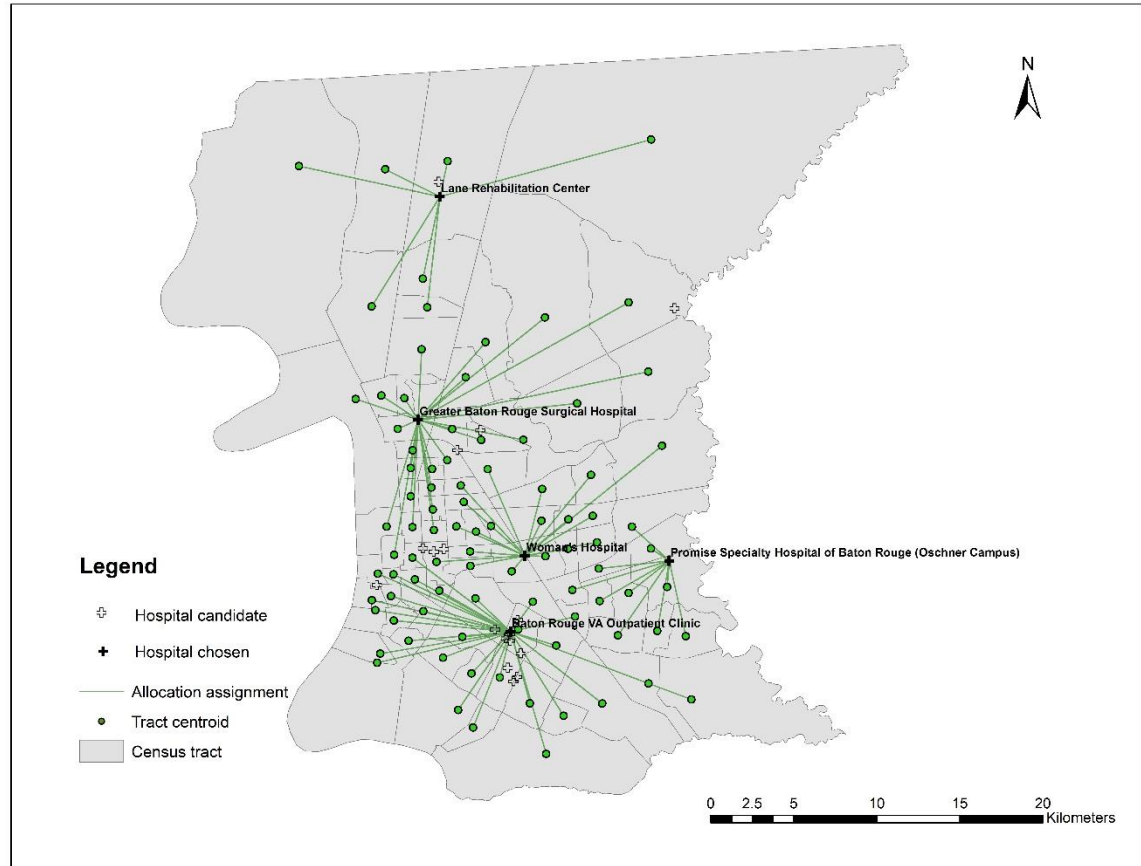 N
Lane Rehabilitation Center
Greater Baton Rouge Surgical Hospital
Woman's Hospital
Promise Specialty Hospital of Baton Rouge (Oschner Campus)
Baton Rouge VA Outpatient Clinic
Legend
Hospital candidate
Hospital chosen
Allocation assignment
Tract centroid
Census tract
0 2.5 5 10 15 20
Kilometers